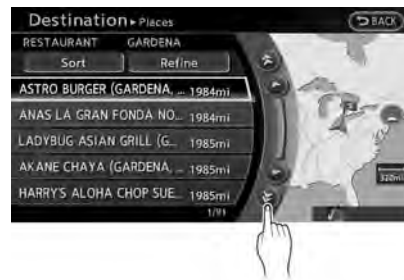 Destination ▸ Places
BACK
RESTAURANT GARDENA
Sort Refine
ASTRO BURGER (GARDENA, ... 1984mi
ANAS LA GRAN FONDA NO... 1984mi
LADYBUG ASIAN GRILL (G... 1985mi
AKANE CHAYA (GARDENA, ... 1985mi
HARRY'S ALOHA CHOP SUE... 1985mi
1/91
320mi